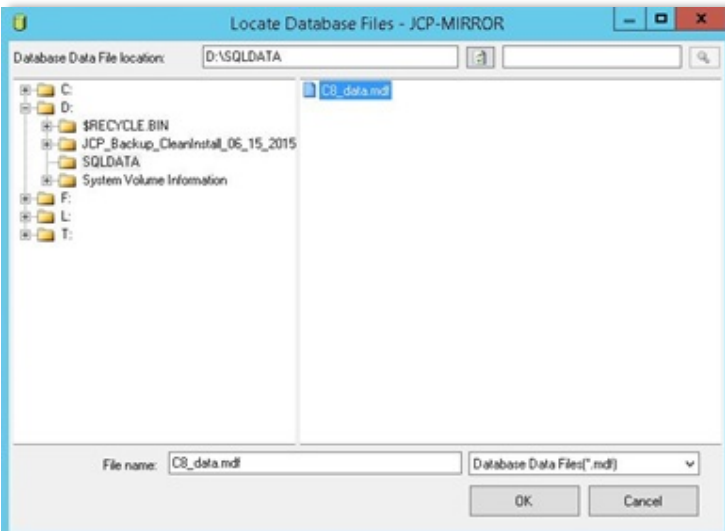 Locate Database Files - JCP-MIRROR
Database Data File location:
D:\SQLDATA
C:
D:
$RECYCLE.BIN
JCP_Backup_CleanInstall_06_15_2015
SQLDATA
System Volume Information
F:
L:
T:
C8_data.mdf
File name:
C8_data.mdf
Database Data Files(*.mdf)
OK
Cancel